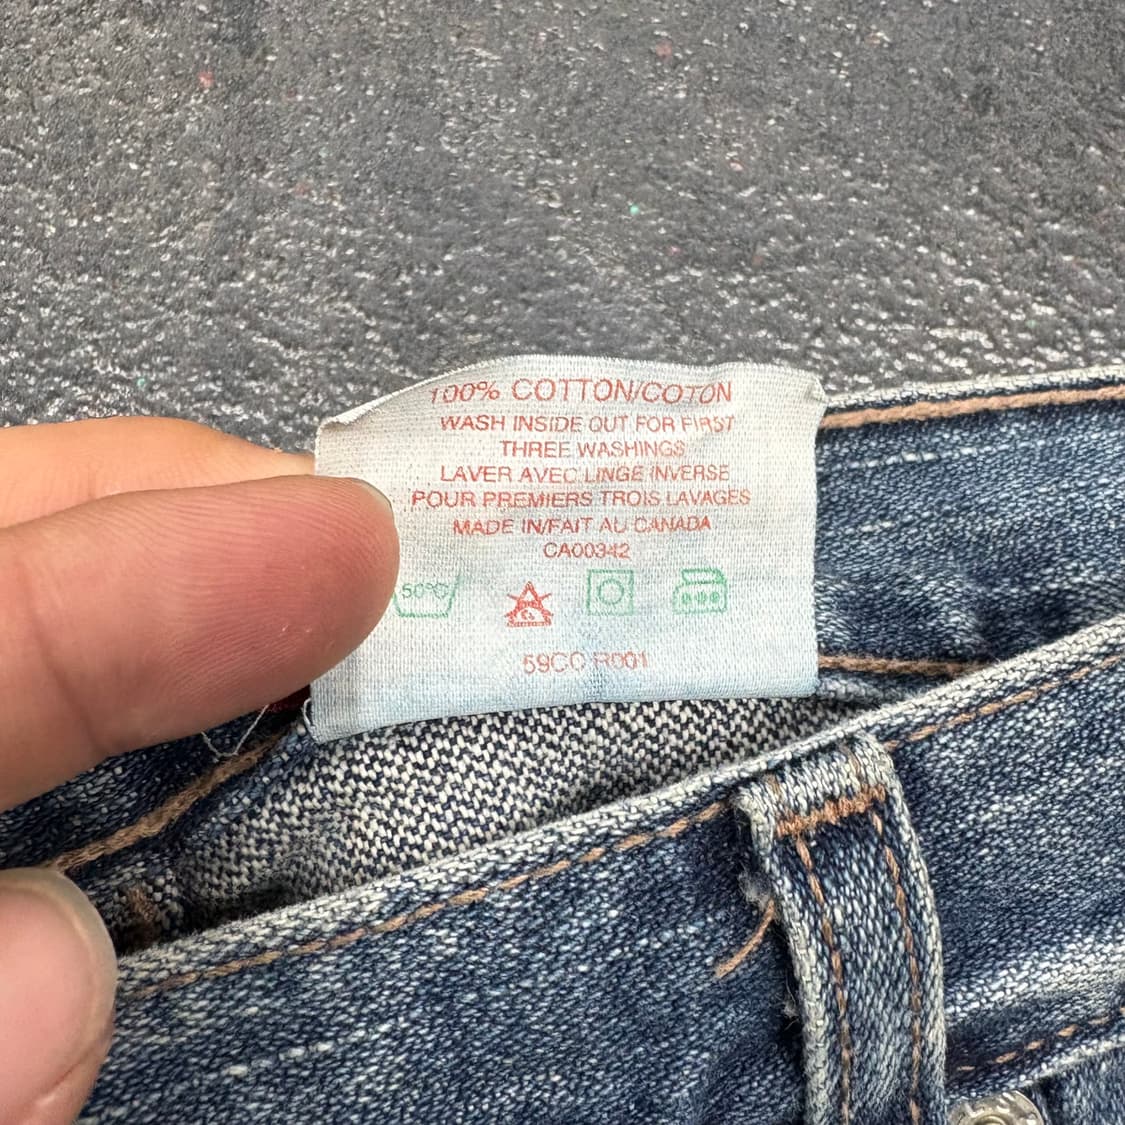 100% COTTON/COTON
WASH INSIDE OUT FOR FIRST
THREE WASHINGS
LAVER AVEC LINGE INVERSE
POUR PREMIERS TROIS LAVAGES
MADE IN/FAIT AU CANADA
CA00342
50°C
59CC R001